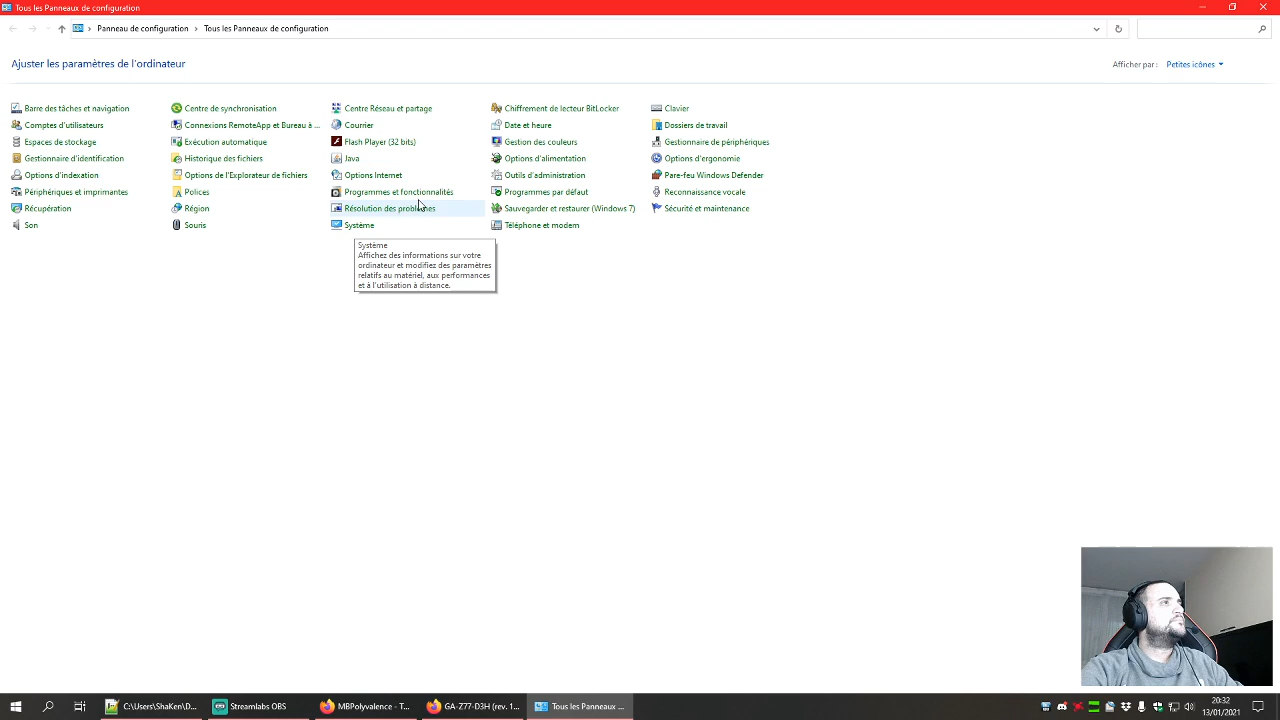 Tous les Panneaux de configuration
Panneau de configuration > Tous les Panneaux de configuration
Ajuster les paramètres de l'ordinateur
Afficher par : Petites icônes
Barre des tâches et navigation
Centre de synchronisation
Centre Réseau et partage
Chiffrement de lecteur BitLocker
Clavier
Comptes d'utilisateurs
Connexions RemoteApp et Bureau à ...
Courrier
Date et heure
Dossiers de travail
Espaces de stockage
Exécution automatique
Flash Player (32 bits)
Gestion des couleurs
Gestionnaire de périphériques
Gestionnaire d'identification
Historique des fichiers
Java
Options d'alimentation
Options d'ergonomie
Options d'indexation
Options de l'Explorateur de fichiers
Options Internet
Outils d'administration
Pare-feu Windows Defender
Périphériques et imprimantes
Polices
Programmes et fonctionnalités
Programmes par défaut
Reconnaissance vocale
Récupération
Région
Résolution des problèmes
Sauvegarder et restaurer (Windows 7)
Sécurité et maintenance
Son
Souris
Système
Téléphone et modem
Système
Affichez des informations sur votre
ordinateur et modifiez des paramètres
relatifs au matériel, aux performances
et à l'utilisation à distance.
C:\Users\ShaKen\D...
Streamlabs OBS
MBPolyvalence - T...
GA-Z77-D3H (rev. 1...
Tous les Panneaux ...
20:32
13/01/2021